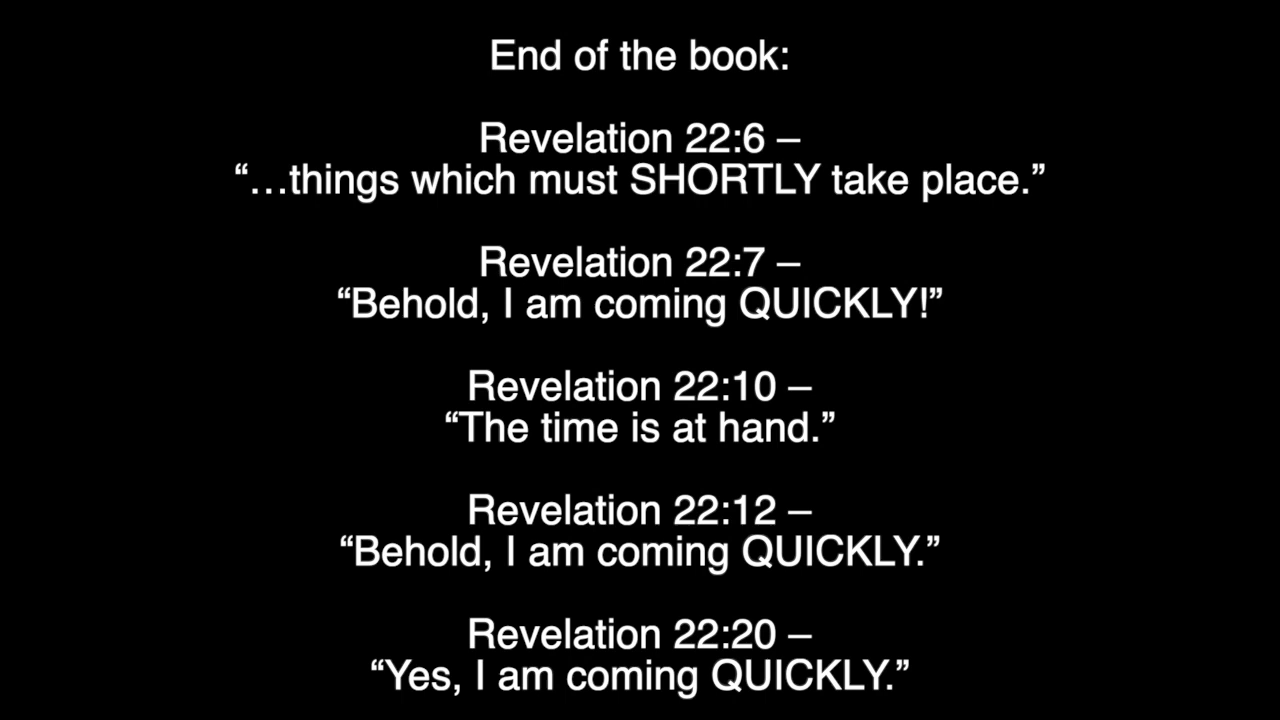 End of the book:
Revelation 22:6 –
“…things which must SHORTLY take place.”
Revelation 22:7 –
“Behold, I am coming QUICKLY!”
Revelation 22:10 –
“The time is at hand.”
Revelation 22:12 –
“Behold, I am coming QUICKLY.”
Revelation 22:20 –
“Yes, I am coming QUICKLY.”